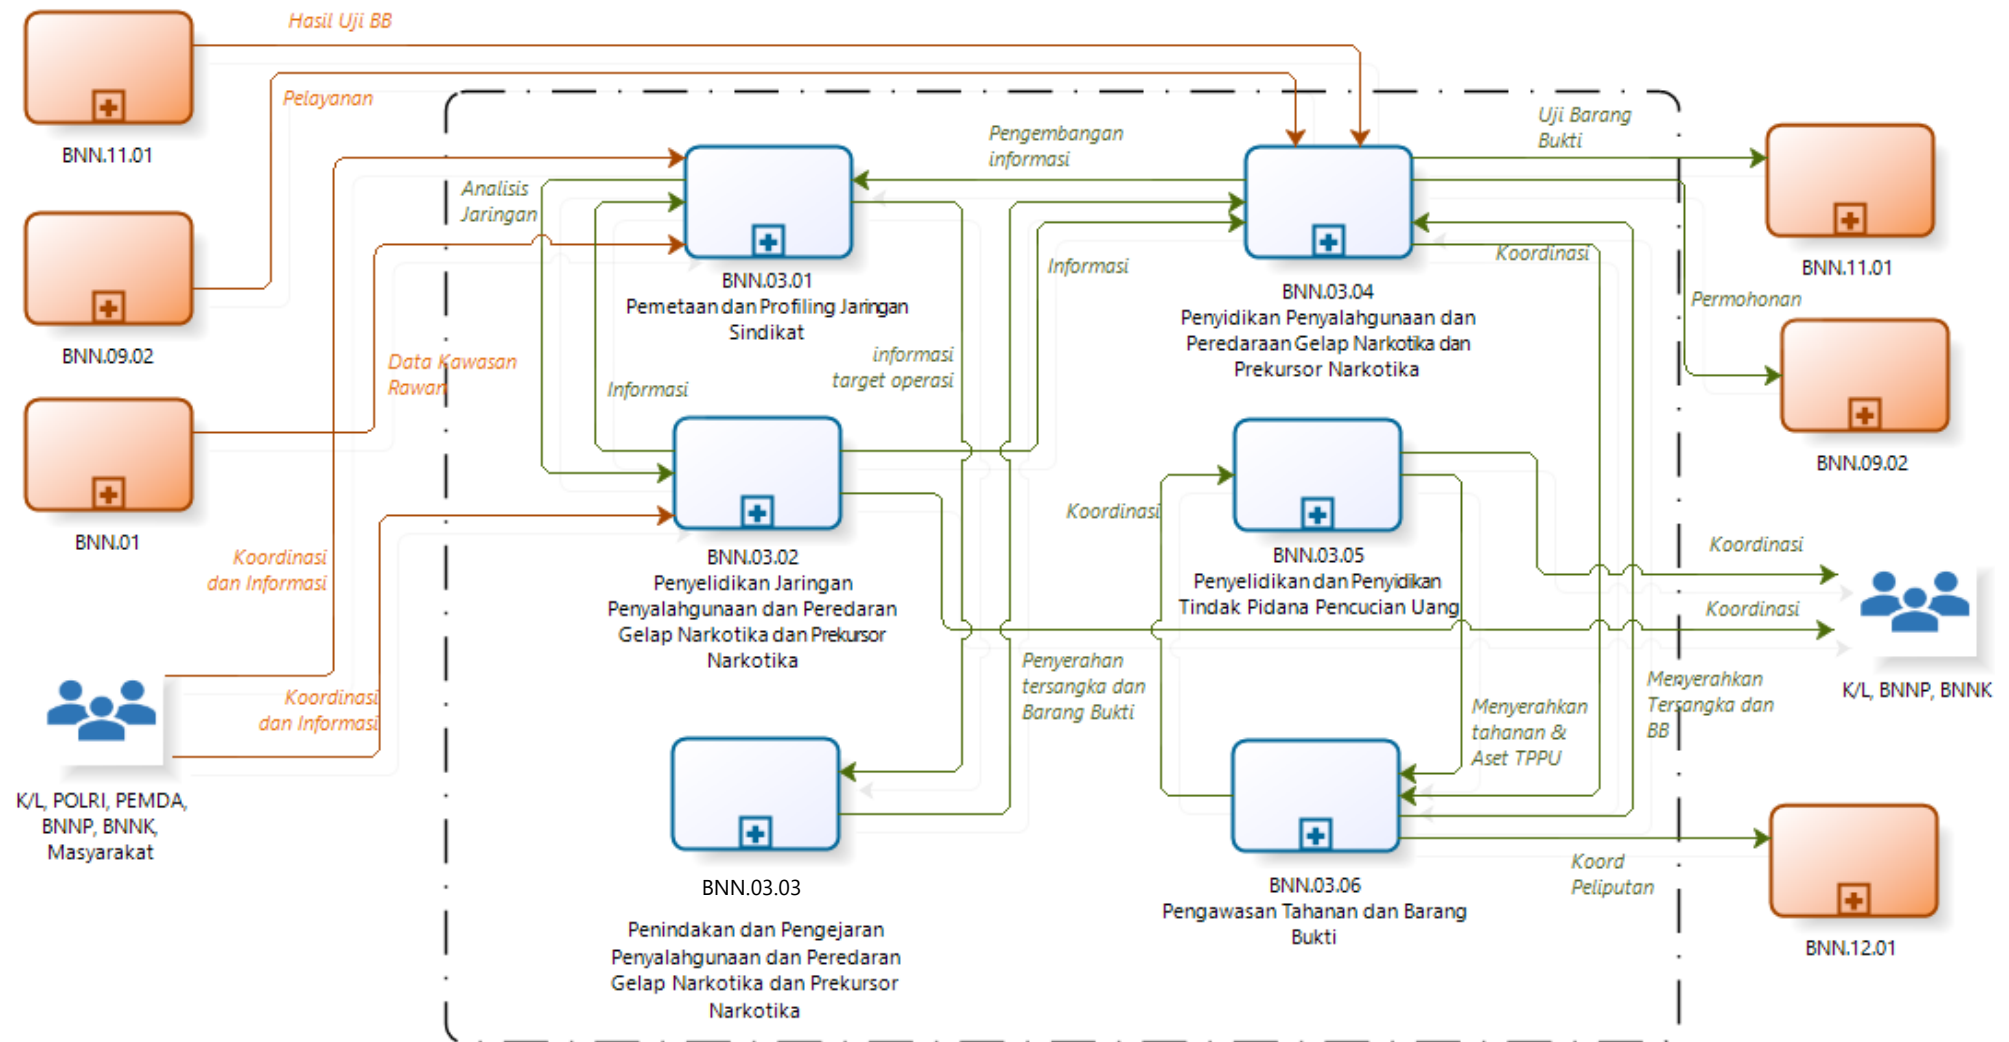 Hasil Uji BB
BNN.11.01
Pelayanan
BNN.09.02
Data Kawasan
Rawan
BNN.01
Koordinasi
dan Informasi
Koordinasi
dan Informasi
K/L, POLRI, PEMDA,
BNNP, BNNK,
Masyarakat
Analisis
Jaringan
BNN.03.01
Pemetaan dan Profiling Jaringan
Sindikat
Informasi
informasi
target operasi
BNN.03.02
Penyelidikan Jaringan
Penyalahgunaan dan Peredaran
Gelap Narkotika dan Prekursor
Narkotika
BNN.03.03
Penindakan dan Pengejaran
Penyalahgunaan dan Peredaran
Gelap Narkotika dan Prekursor
Narkotika
Pengembangan
informasi
Informasi
BNN.03.04
Penyidikan Penyalahgunaan dan
Peredaraan Gelap Narkotika dan
Prekursor Narkotika
Koordinasi
Koordinasi
BNN.03.05
Penyelidikan dan Penyidikan
Tindak Pidana Pencucian Uang
Penyerahan
tersangka dan
Barang Bukti
Menyerahkan
tahanan &
Aset TPPU
Menyerahkan
Tersangka dan
BB
BNN.03.06
Pengawasan Tahanan dan Barang
Bukti
Uji Barang
Bukti
BNN.11.01
Permohonan
BNN.09.02
Koordinasi
Koordinasi
K/L, BNNP, BNNK
Koord
Peliputan
BNN.12.01